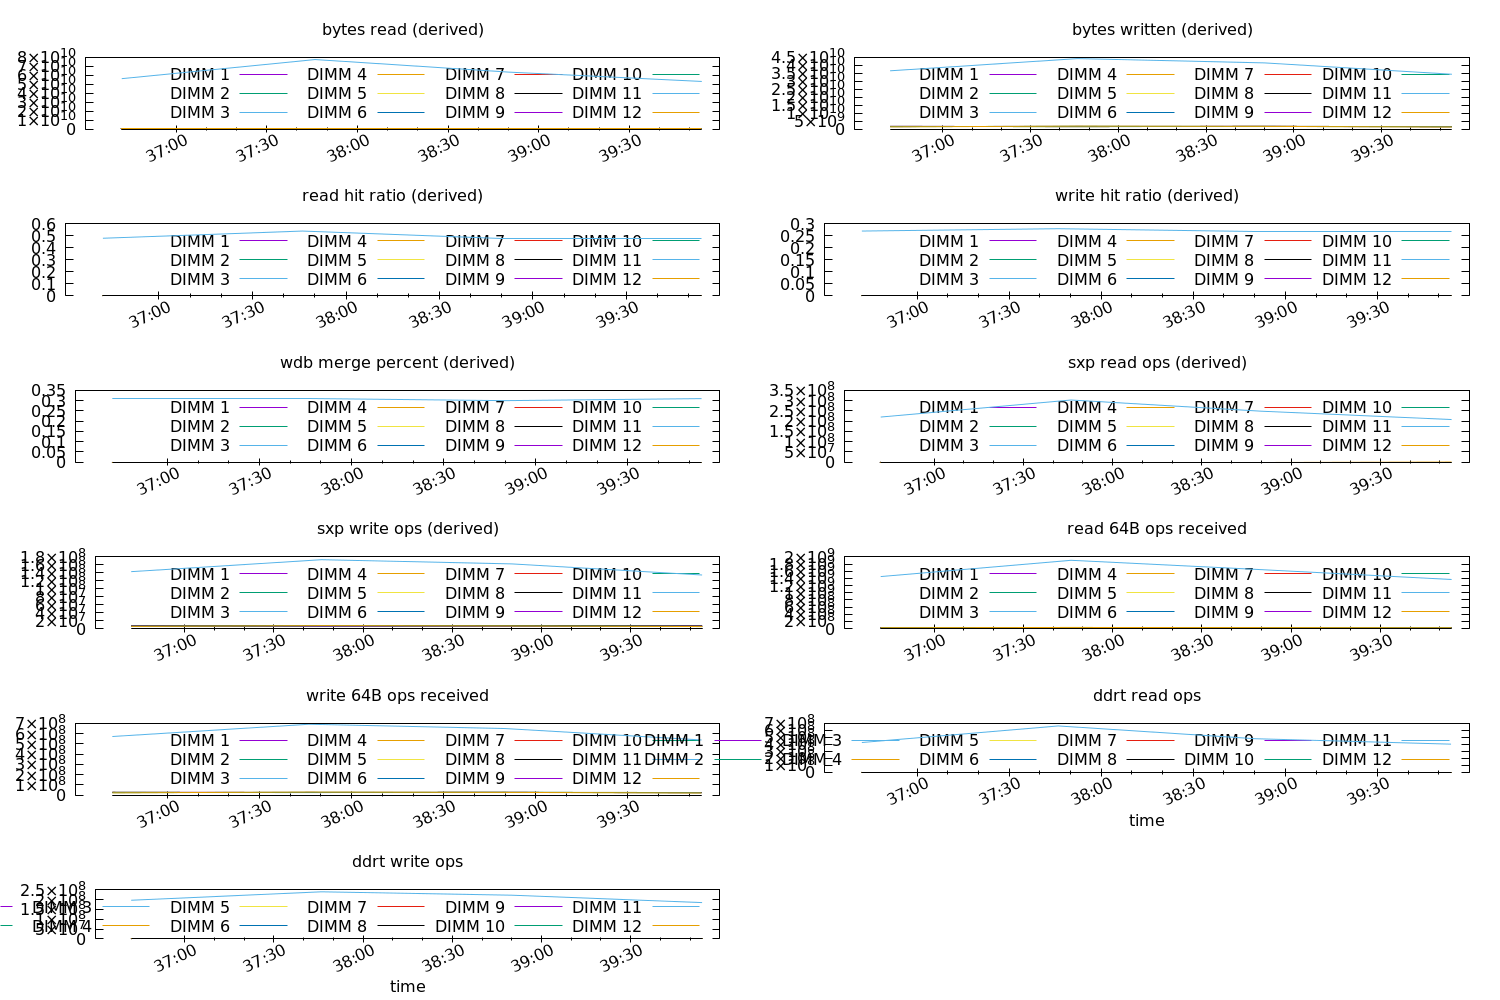 bytes read (derived)
8×10^10
6×10^10
5×10^10
3×10^10
2×10^10
1×10^10
0
DIMM 1 DIMM 4 DIMM 7 DIMM 10
DIMM 2 DIMM 5 DIMM 8 DIMM 11
DIMM 3 DIMM 6 DIMM 9 DIMM 12
37:00 37:30 38:00 38:30 39:00 39:30
bytes written (derived)
4.5×10^10
0
DIMM 1 DIMM 4 DIMM 7 DIMM 10
DIMM 2 DIMM 5 DIMM 8 DIMM 11
DIMM 3 DIMM 6 DIMM 9 DIMM 12
37:00 37:30 38:00 38:30 39:00 39:30
read hit ratio (derived)
0.6
0.5
0.4
0.3
0.2
0.1
0
DIMM 1 DIMM 4 DIMM 7 DIMM 10
DIMM 2 DIMM 5 DIMM 8 DIMM 11
DIMM 3 DIMM 6 DIMM 9 DIMM 12
37:00 37:30 38:00 38:30 39:00 39:30
write hit ratio (derived)
0.3
0.25
0.2
0.15
0.1
0.05
0
DIMM 1 DIMM 4 DIMM 7 DIMM 10
DIMM 2 DIMM 5 DIMM 8 DIMM 11
DIMM 3 DIMM 6 DIMM 9 DIMM 12
37:00 37:30 38:00 38:30 39:00 39:30
wdb merge percent (derived)
0.35
0.3
0.25
0.2
0.15
0.1
0.05
0
DIMM 1 DIMM 4 DIMM 7 DIMM 10
DIMM 2 DIMM 5 DIMM 8 DIMM 11
DIMM 3 DIMM 6 DIMM 9 DIMM 12
37:00 37:30 38:00 38:30 39:00 39:30
sxp read ops (derived)
3.5×10^8
3×10^8
2.5×10^8
2×10^8
1.5×10^8
1×10^8
5×10^7
0
DIMM 1 DIMM 4 DIMM 7 DIMM 10
DIMM 2 DIMM 5 DIMM 8 DIMM 11
DIMM 3 DIMM 6 DIMM 9 DIMM 12
37:00 37:30 38:00 38:30 39:00 39:30
sxp write ops (derived)
1.8×10^8
2×10^7
0
DIMM 1 DIMM 4 DIMM 7 DIMM 10
DIMM 2 DIMM 5 DIMM 8 DIMM 11
DIMM 3 DIMM 6 DIMM 9 DIMM 12
37:00 37:30 38:00 38:30 39:00 39:30
read 64B ops received
2×10^9
2×10^8
0
DIMM 1 DIMM 4 DIMM 7 DIMM 10
DIMM 2 DIMM 5 DIMM 8 DIMM 11
DIMM 3 DIMM 6 DIMM 9 DIMM 12
37:00 37:30 38:00 38:30 39:00 39:30
write 64B ops received
7×10^8
6×10^8
5×10^8
4×10^8
3×10^8
2×10^8
1×10^8
0
DIMM 1 DIMM 4 DIMM 7 DIMM 10
DIMM 2 DIMM 5 DIMM 8 DIMM 11
DIMM 3 DIMM 6 DIMM 9 DIMM 12
37:00 37:30 38:00 38:30 39:00 39:30
ddrt read ops
7×10^8
1×10^8
0
DIMM 1 DIMM 3 DIMM 5 DIMM 7 DIMM 9 DIMM 11
DIMM 2 DIMM 4 DIMM 6 DIMM 8 DIMM 10 DIMM 12
37:00 37:30 38:00 38:30 39:00 39:30
time
ddrt write ops
2.5×10^8
0
DIMM 3 DIMM 5 DIMM 7 DIMM 9 DIMM 11
DIMM 4 DIMM 6 DIMM 8 DIMM 10 DIMM 12
37:00 37:30 38:00 38:30 39:00 39:30
time